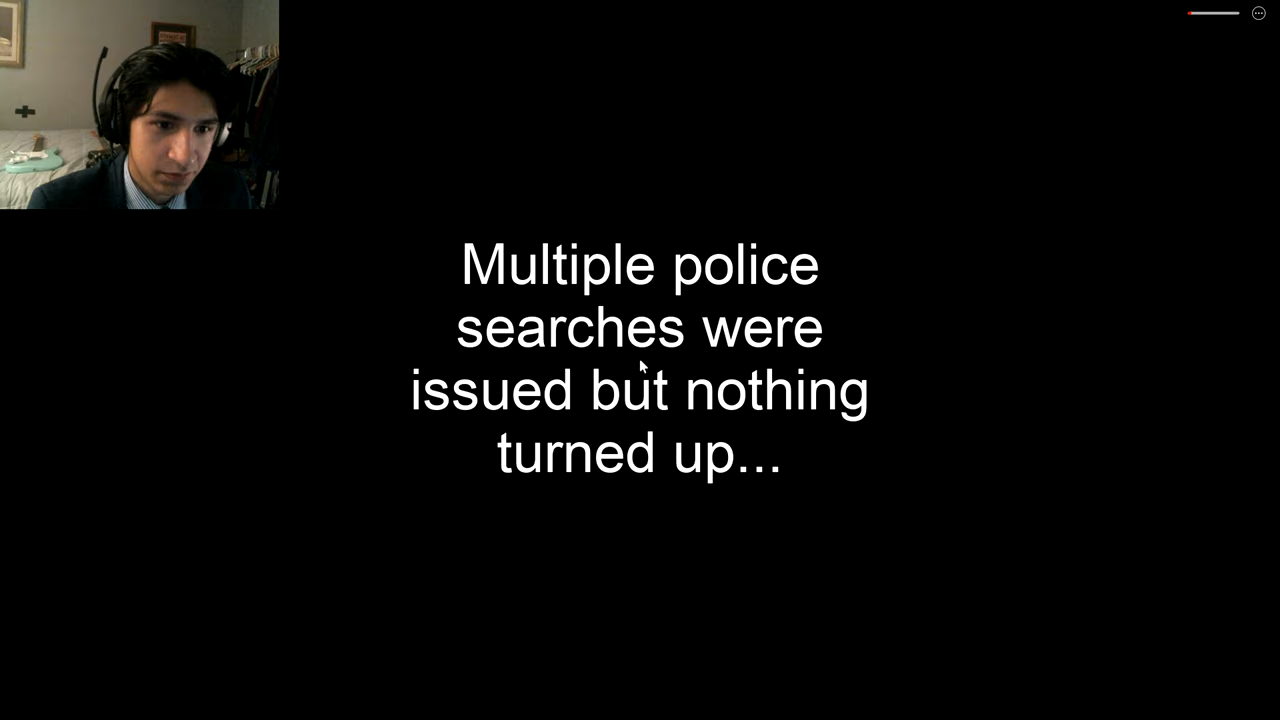 Multiple police
searches were
issued but nothing
turned up...